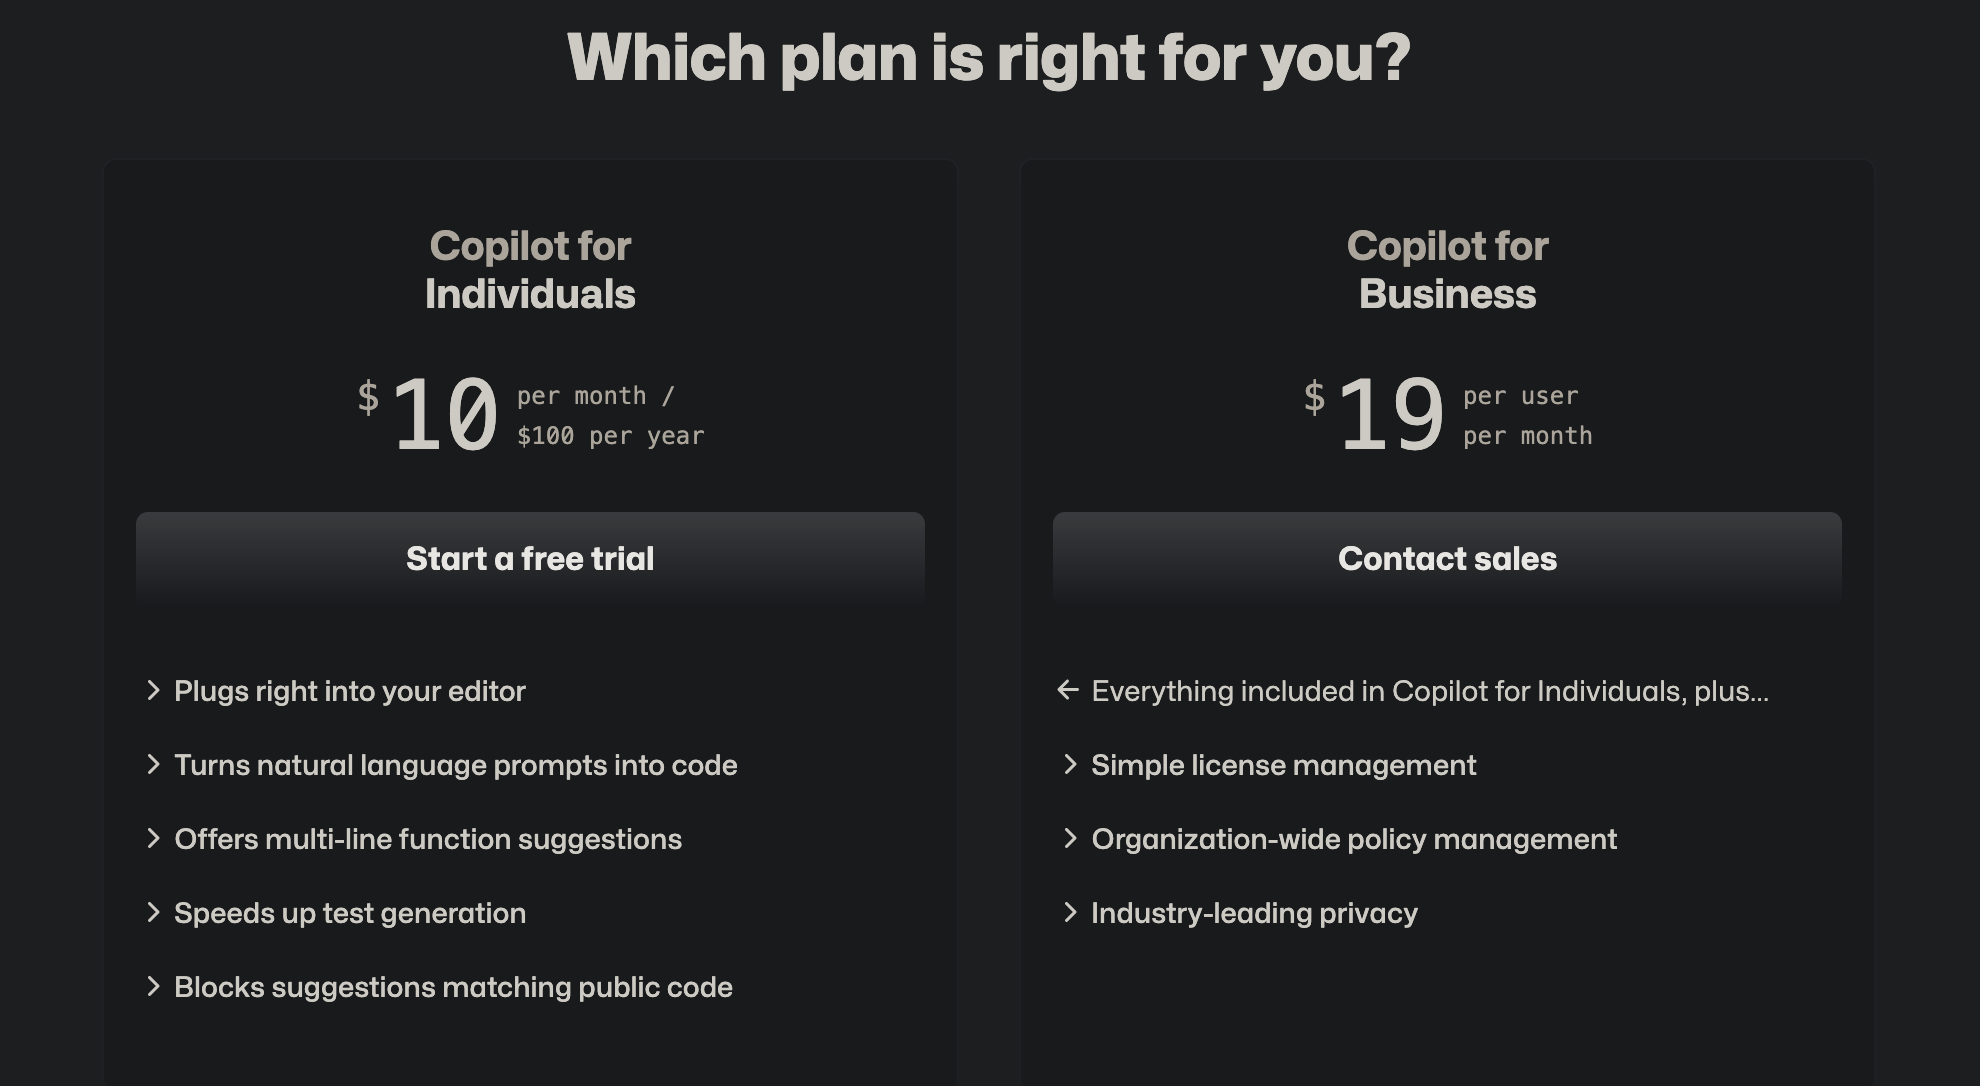 Which plan is right for you?
Copilot for
Individuals
$10 per month /
$100 per year
Start a free trial
Plugs right into your editor
Turns natural language prompts into code
Offers multi-line function suggestions
Speeds up test generation
Blocks suggestions matching public code
Copilot for
Business
$19 per user
per month
Contact sales
Everything included in Copilot for Individuals, plus...
Simple license management
Organization-wide policy management
Industry-leading privacy